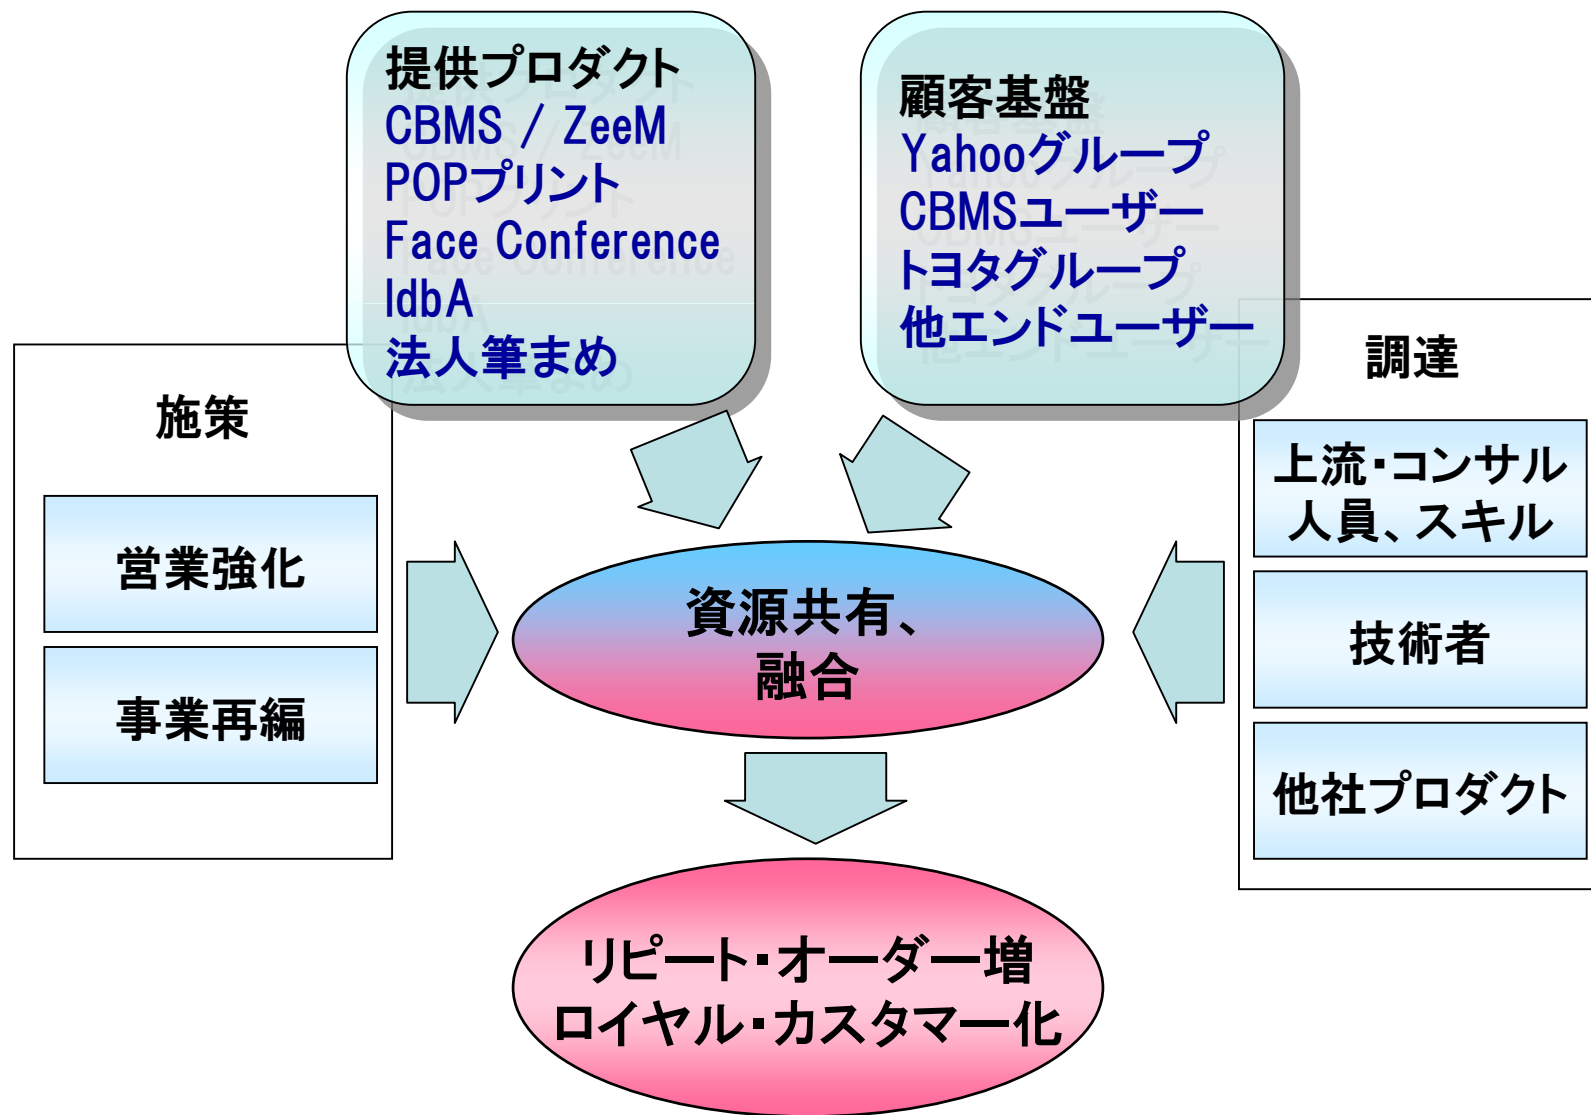 提供プロダクト
CBMS / ZeeM
POPプリント
Face Conference
IdbA
法人筆まめ
顧客基盤
Yahooグループ
CBMSユーザー
トヨタグループ
他エンドユーザー
施策
営業強化
事業再編
調達
上流・コンサル
人員、スキル
技術者
他社プロダクト
資源共有、
融合
リピート・オーダー増
ロイヤル・カスタマー化